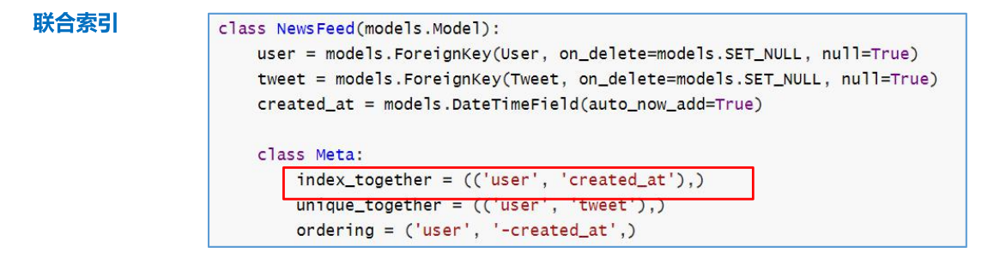 联合索引
class NewsFeed(models.Model):
    user = models.ForeignKey(User, on_delete=models.SET_NULL, null=True)
    tweet = models.ForeignKey(Tweet, on_delete=models.SET_NULL, null=True)
    created_at = models.DateTimeField(auto_now_add=True)
    class Meta:
        index_together = (('user', 'created_at'),)
        unique_together = (('user', 'tweet'),)
        ordering = ('user', '-created_at',)